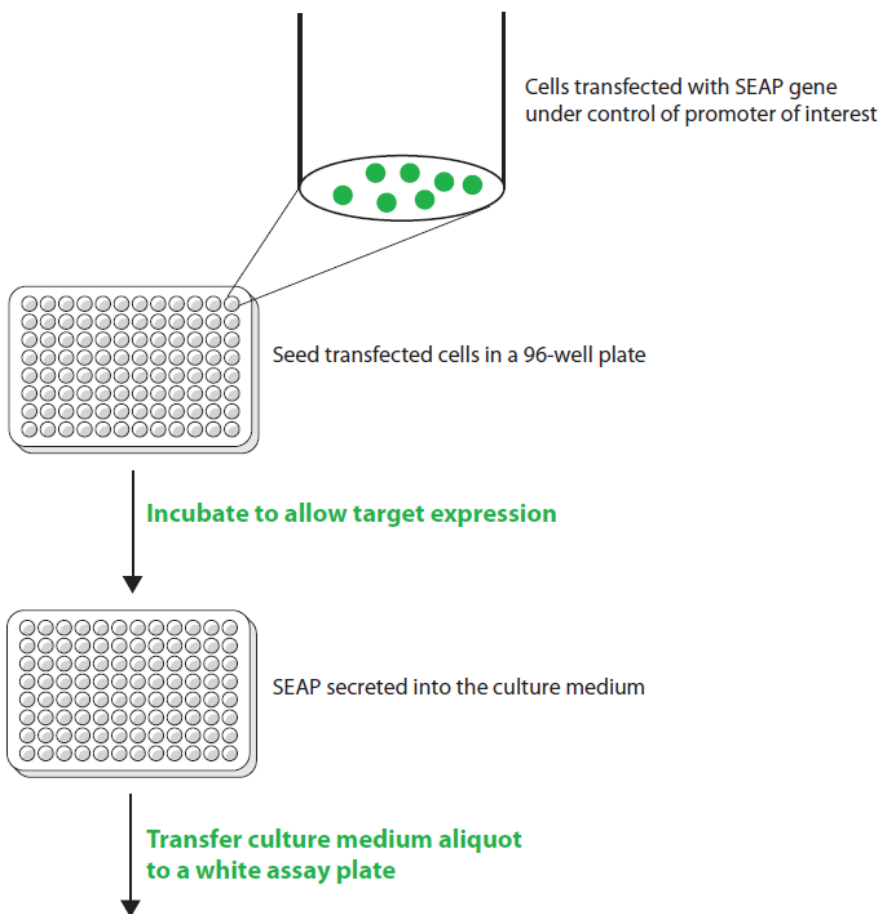 Cells transfected with SEAP gene
under control of promoter of interest
Seed transfected cells in a 96-well plate
Incubate to allow target expression
SEAP secreted into the culture medium
Transfer culture medium aliquot
to a white assay plate